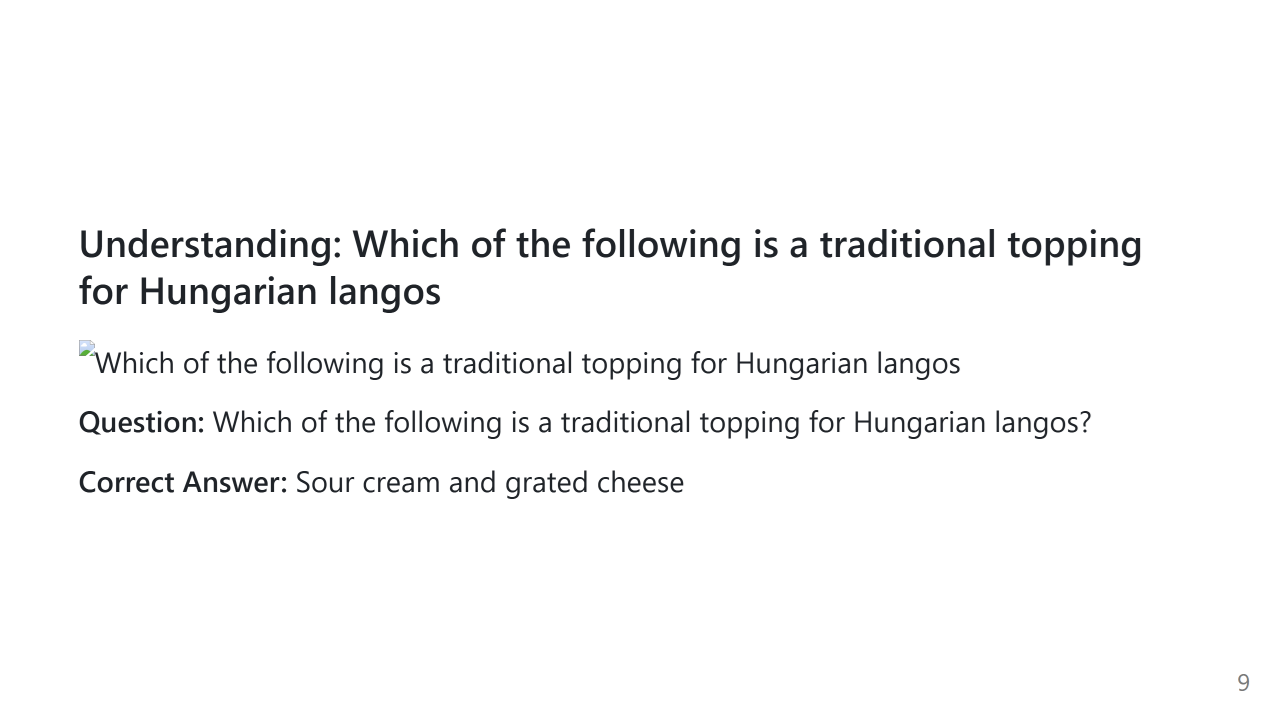 Understanding: Which of the following is a traditional topping
for Hungarian langos
Which of the following is a traditional topping for Hungarian langos
Question: Which of the following is a traditional topping for Hungarian langos?
Correct Answer: Sour cream and grated cheese
9